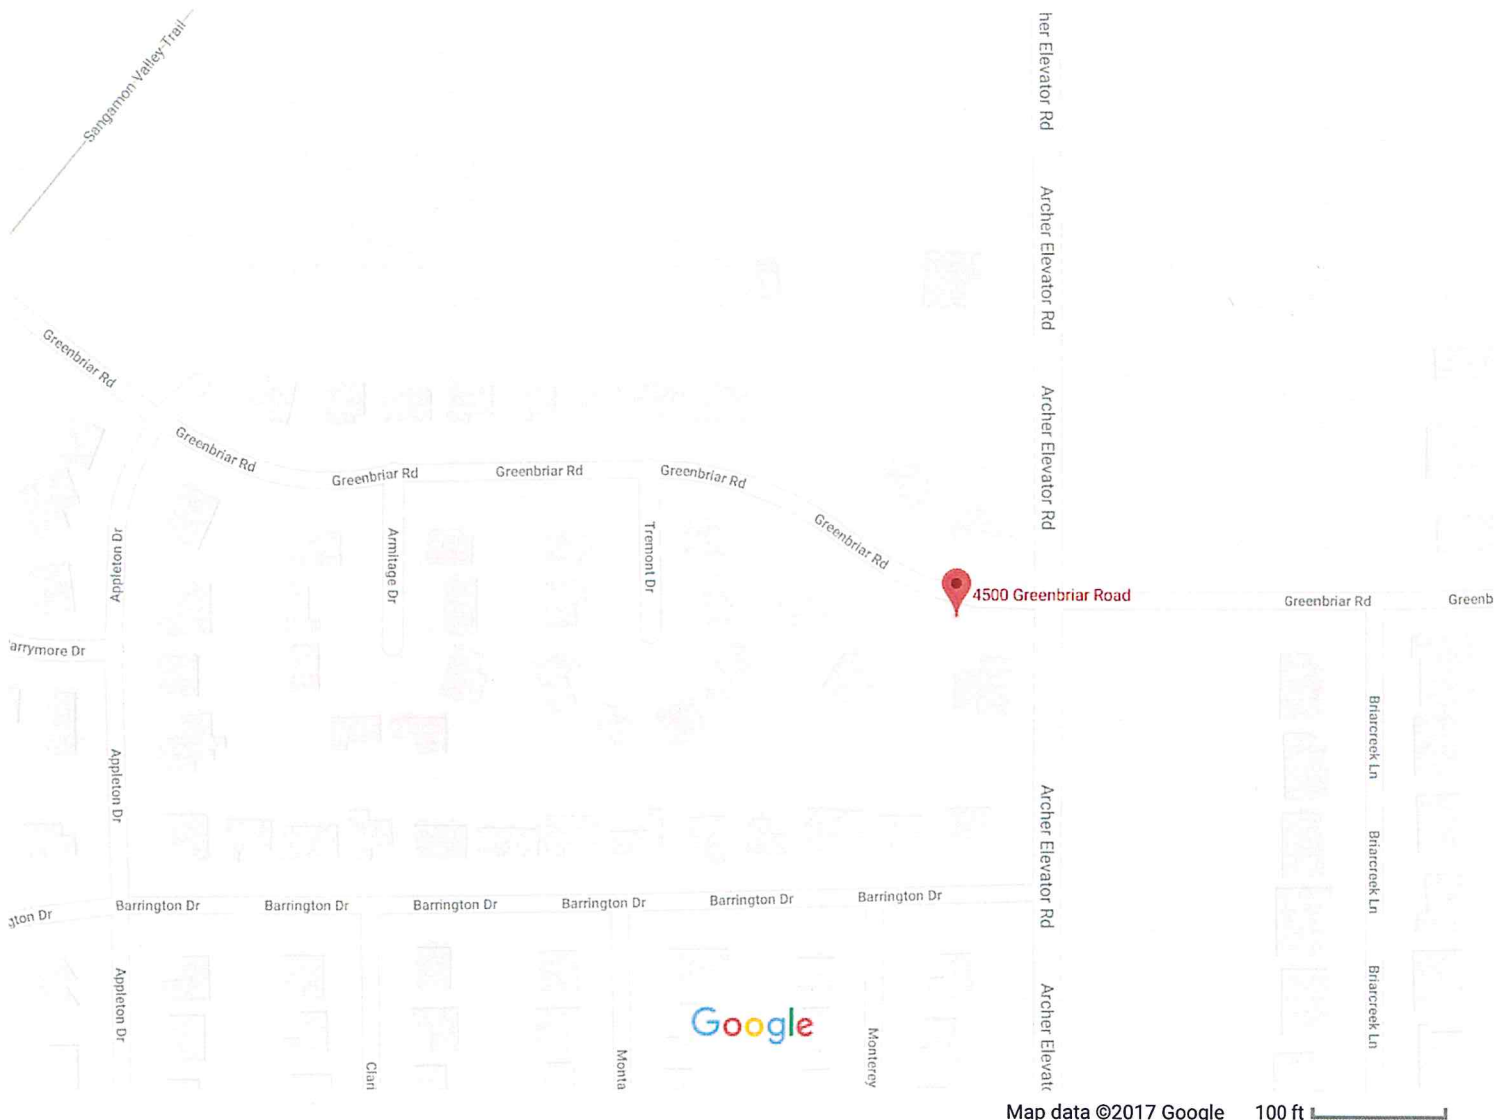 her Elevator Rd
Sangamon Valley Trail
Archer Elevator Rd
Greenbriar Rd
Archer Elevator Rd
Greenbriar Rd
Greenbriar Rd
Greenbriar Rd
Greenbriar Rd
Greenbriar Rd
Appleton Dr
Armitage Dr
Tremont Dr
4500 Greenbriar Road
Greenbriar Rd
Greenb
arrymore Dr
Briarcreek Ln
Appleton Dr
Archer Elevator Rd
Briarcreek Ln
gton Dr
Barrington Dr
Barrington Dr
Barrington Dr
Barrington Dr
Barrington Dr
Barrington Dr
Appleton Dr
Archer Elevato
Briarcreek Ln
Google
Clari
Monta
Monterey
Map data ©2017 Google 100 ft